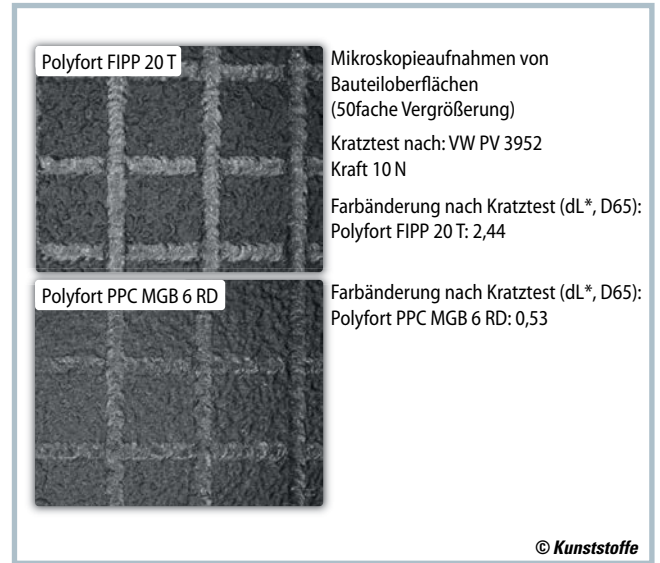 Polyfort FIPP 20 T
Mikroskopieaufnahmen von
Bauteiloberflächen
(50fache Vergrößerung)
Kratztest nach: VW PV 3952
Kraft 10 N
Farbänderung nach Kratztest (dL*, D65):
Polyfort FIPP 20 T: 2,44
Polyfort PPC MGB 6 RD
Farbänderung nach Kratztest (dL*, D65):
Polyfort PPC MGB 6 RD: 0,53
© Kunststoffe